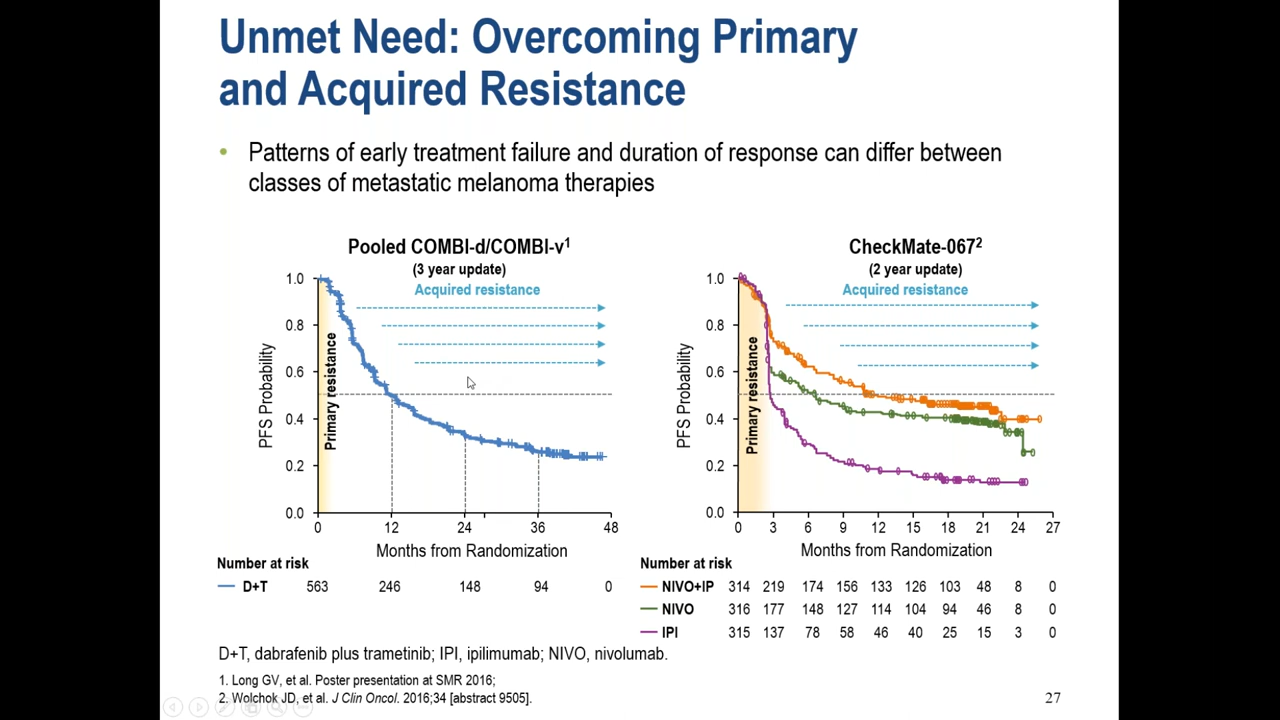 Unmet Need: Overcoming Primary
and Acquired Resistance
• Patterns of early treatment failure and duration of response can differ between
classes of metastatic melanoma therapies
Pooled COMBI-d/COMBI-v1
(3 year update)
Acquired resistance
1.0
0.8
0.6
0.4
0.2
0.0
PFS Probability
Primary resistance
0 12 24 36 48
Months from Randomization
Number at risk
D+T 563 246 148 94 0
CheckMate-0672
(2 year update)
Acquired resistance
1.0
0.8
0.6
0.4
0.2
0.0
PFS Probability
Primary resistance
0 3 6 9 12 15 18 21 24 27
Months from Randomization
Number at risk
NIVO+IP 314 219 174 156 133 126 103 48 8 0
NIVO 316 177 148 127 114 104 94 46 8 0
IPI 315 137 78 58 46 40 25 15 3 0
D+T, dabrafenib plus trametinib; IPI, ipilimumab; NIVO, nivolumab.
1. Long GV, et al. Poster presentation at SMR 2016;
2. Wolchok JD, et al. J Clin Oncol. 2016;34 [abstract 9505].
27